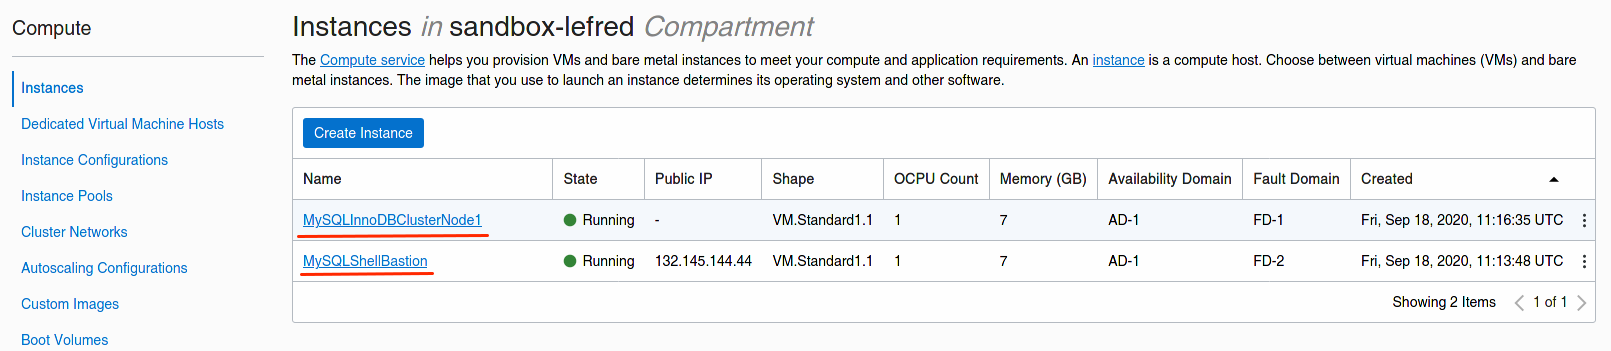 Compute
Instances
Dedicated Virtual Machine Hosts
Instance Configurations
Instance Pools
Cluster Networks
Autoscaling Configurations
Custom Images
Boot Volumes
Instances in sandbox-lefred Compartment
The Compute service helps you provision VMs and bare metal instances to meet your compute and application requirements. An instance is a compute host. Choose between virtual machines (VMs) and bare
metal instances. The image that you use to launch an instance determines its operating system and other software.
Create Instance
Name State Public IP Shape OCPU Count Memory (GB) Availability Domain Fault Domain Created
MySQLInnoDBClusterNode1 Running - VM.Standard1.1 1 7 AD-1 FD-1 Fri, Sep 18, 2020, 11:16:35 UTC
MySQLShellBastion Running 132.145.144.44 VM.Standard1.1 1 7 AD-1 FD-2 Fri, Sep 18, 2020, 11:13:48 UTC
Showing 2 Items 1 of 1